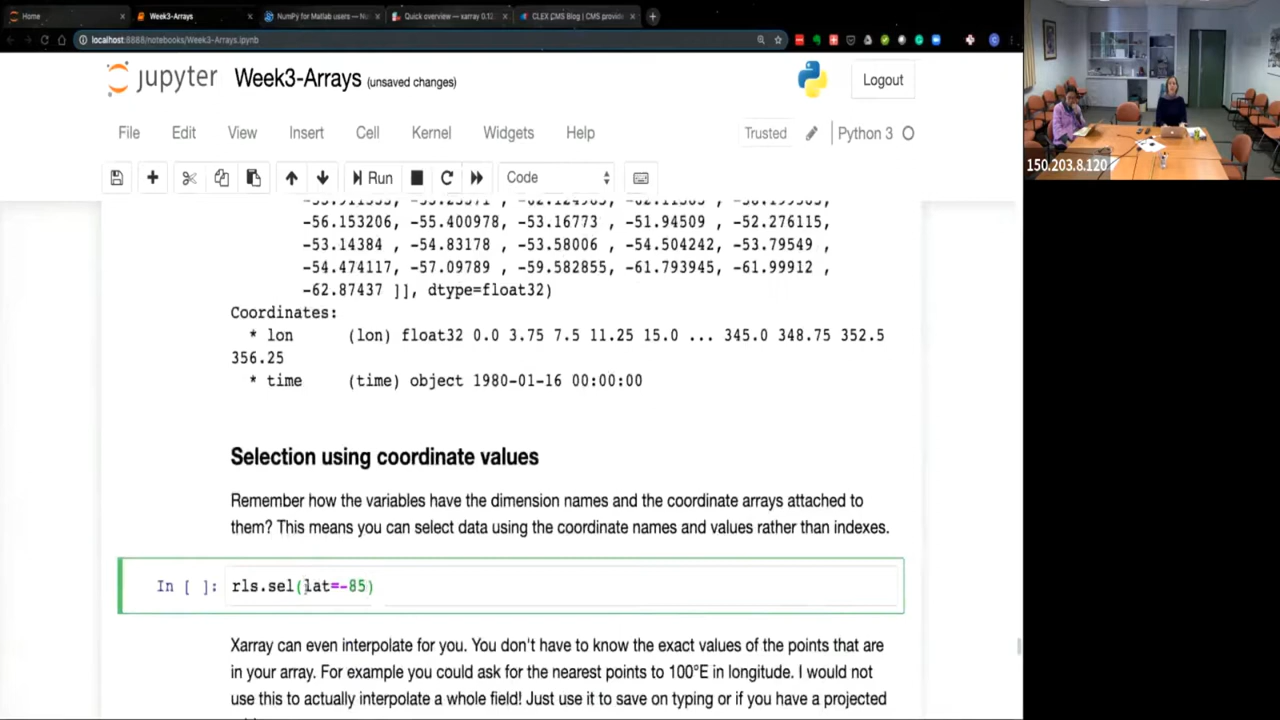 Home
Week3-Arrays
NumPy for Matlab users — Nu
Quick overview — xarray 0.1
CLEX CMS Blog | CMS provide
localhost:8888/notebooks/Week3-Arrays.ipynb
jupyter Week3-Arrays (unsaved changes)
Logout
File Edit View Insert Cell Kernel Widgets Help
Trusted Python 3
Run Code
150.203.8.120
-56.153206, -55.400978, -53.16773 , -51.94509 , -52.276115,
-53.14384 , -54.83178 , -53.58006 , -54.504242, -53.79549 ,
-54.474117, -57.09789 , -59.582855, -61.793945, -61.99912 ,
-62.87437 ]], dtype=float32)
Coordinates:
* lon (lon) float32 0.0 3.75 7.5 11.25 15.0 ... 345.0 348.75 352.5
356.25
* time (time) object 1980-01-16 00:00:00
Selection using coordinate values
Remember how the variables have the dimension names and the coordinate arrays attached to
them? This means you can select data using the coordinate names and values rather than indexes.
In [ ]: rls.sel(lat=-85)
Xarray can even interpolate for you. You don't have to know the exact values of the points that are
in your array. For example you could ask for the nearest points to 100°E in longitude. I would not
use this to actually interpolate a whole field! Just use it to save on typing or if you have a projected